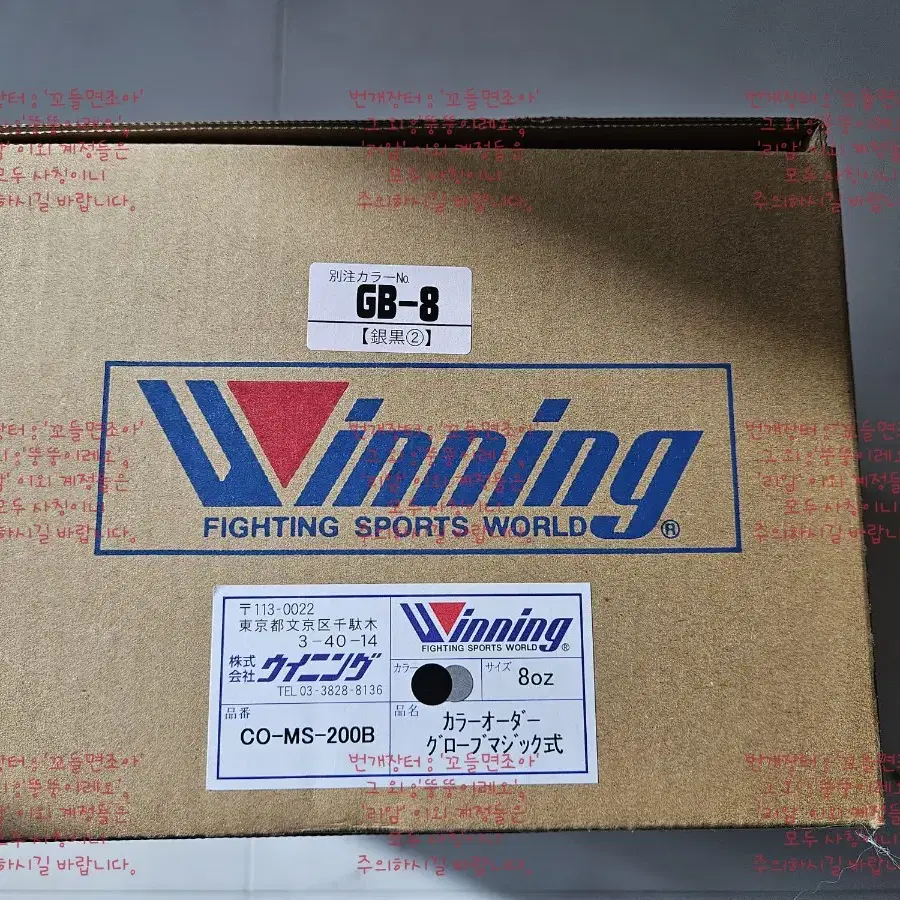 번개장터 : '꼬들면조아'
그 외 : '뚱뚱이레요',
'리얌' 이외 계정들은
모두 사칭이니
주의하시길 바랍니다.
別注カラーNo.
GB-8
【銀黒②】
Winning
FIGHTING SPORTS WORLD ®
〒113-0022
東京都文京区千駄木
3-40-14
株式会社 ウイニング
TEL 03-3828-8136
Winning
FIGHTING SPORTS WORLD ®
カラー
サイズ
8oz
品番
CO-MS-200B
品名
カラーオーダー
グローブマジック式